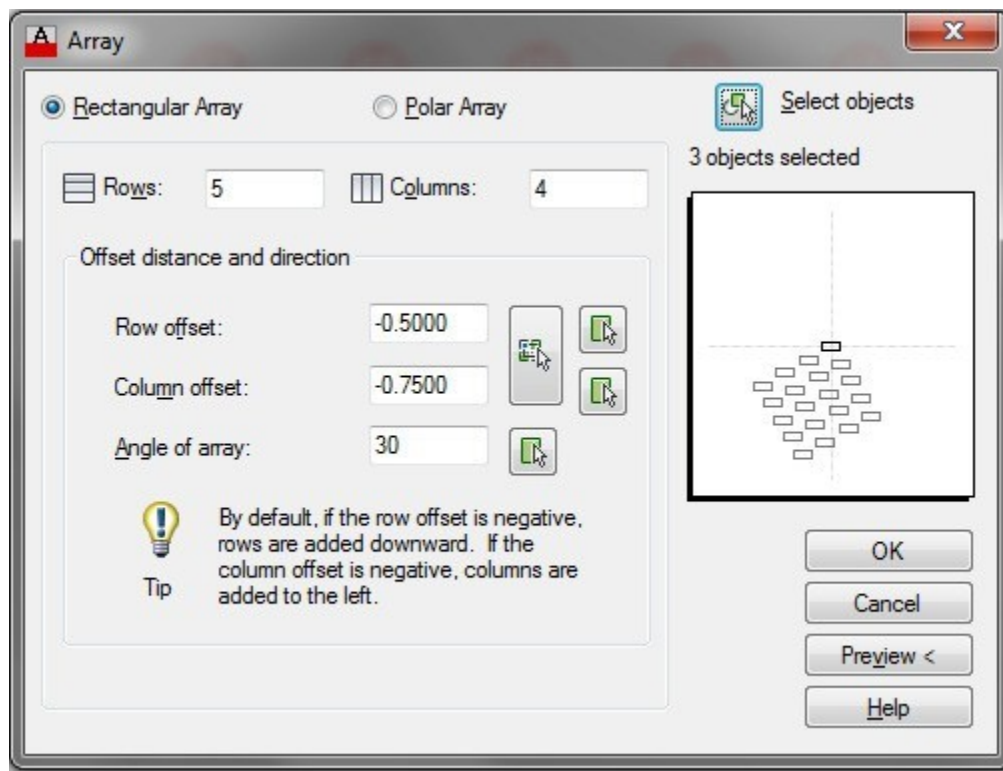 Array
Rectangular Array
Polar Array
Select objects
3 objects selected
Rows:
5
Columns:
4
Offset distance and direction
Row offset:
-0.5000
Column offset:
-0.7500
Angle of array:
30
By default, if the row offset is negative,
rows are added downward. If the
column offset is negative, columns are
added to the left.
Tip
OK
Cancel
Preview <
Help